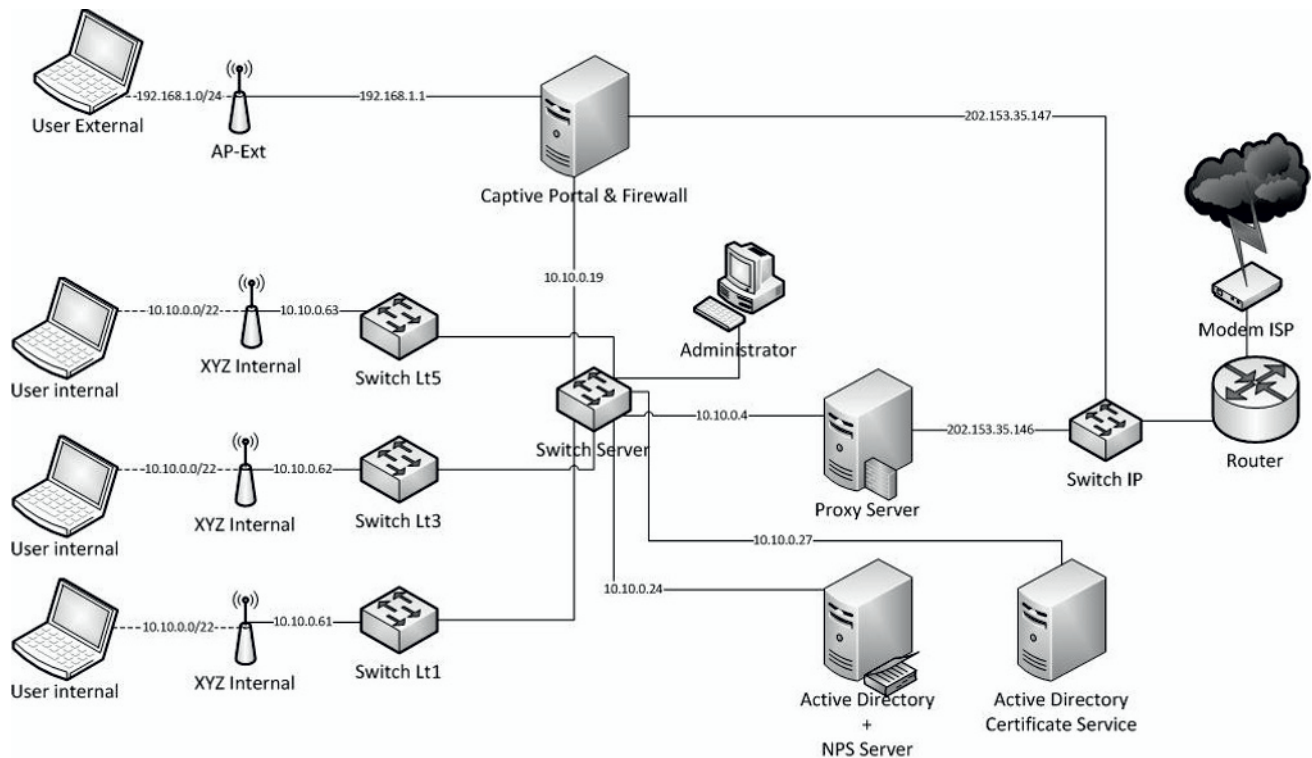 192.168.1.0/24
192.168.1.1
202.153.35.147
User External
AP-Ext
Captive Portal & Firewall
10.10.0.19
10.10.0.0/22
10.10.0.63
User internal
XYZ Internal
Switch Lt5
Administrator
Modem ISP
10.10.0.4
202.153.35.146
Switch Server
Proxy Server
Switch IP
Router
10.10.0.0/22
10.10.0.62
User internal
XYZ Internal
Switch Lt3
10.10.0.27
10.10.0.24
10.10.0.0/22
10.10.0.61
User internal
XYZ Internal
Switch Lt1
Active Directory
+
NPS Server
Active Directory
Certificate Service